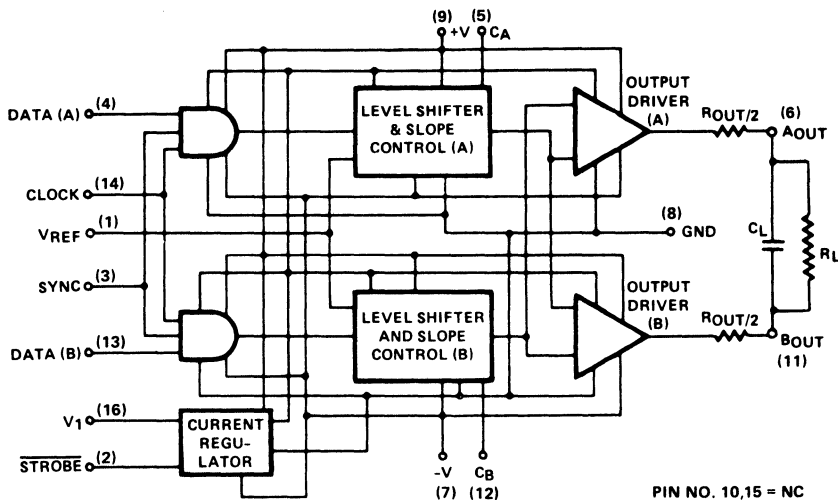 (9) +V
(5) CA
DATA (A) (4)
LEVEL SHIFTER
& SLOPE
CONTROL (A)
OUTPUT
DRIVER
(A)
ROUT/2
(6)
AOUT
CLOCK (14)
VREF (1)
(8)
GND
CL
RL
SYNC (3)
DATA (B) (13)
LEVEL SHIFTER
AND SLOPE
CONTROL (B)
OUTPUT
DRIVER
(B)
ROUT/2
BOUT
(11)
V1 (16)
CURRENT
REGU-
LATOR
STROBE (2)
-V
(7)
CB
(12)
PIN NO. 10,15 = NC